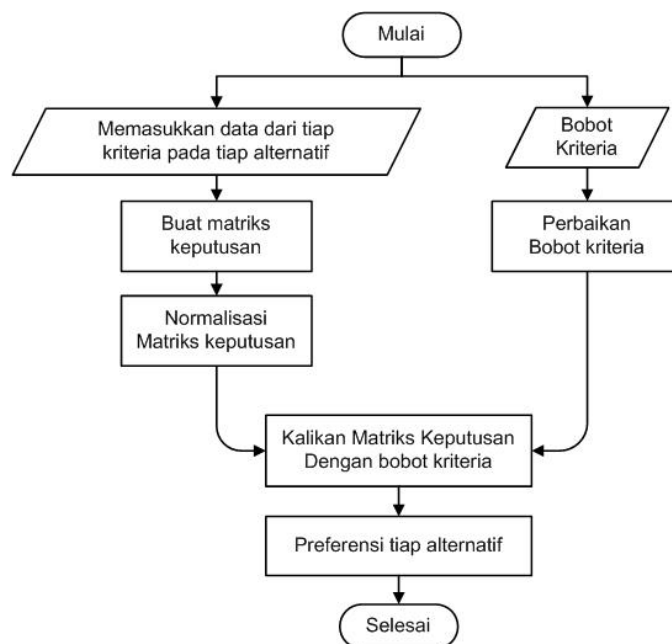 Mulai
Memasukkan data dari tiap
kriteria pada tiap alternatif
Bobot
Kriteria
Buat matriks
keputusan
Perbaikan
Bobot kriteria
Normalisasi
Matriks keputusan
Kalikan Matriks Keputusan
Dengan bobot kriteria
Preferensi tiap alternatif
Selesai